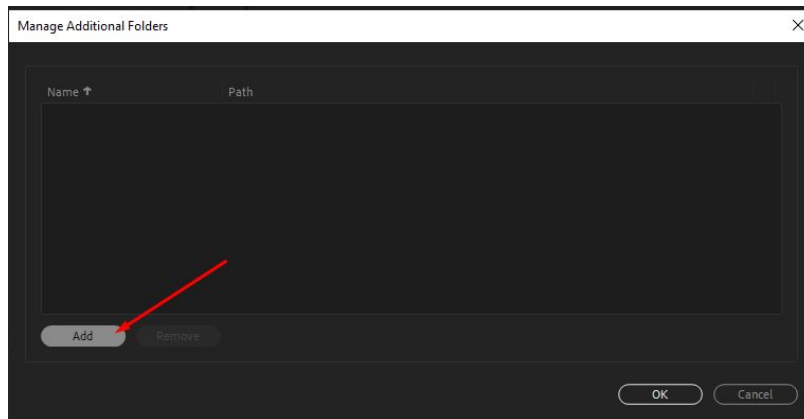 Manage Additional Folders
Name ↑ Path
Add Remove
OK Cancel